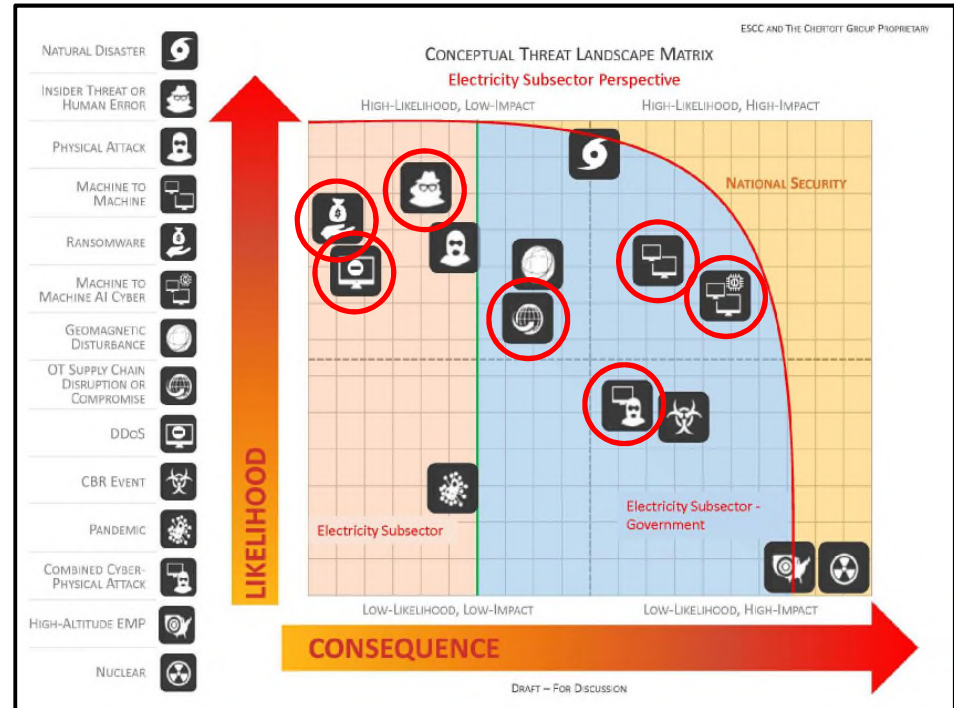 ESCC AND THE CHERTOFF GROUP PROPRIETARY
CONCEPTUAL THREAT LANDSCAPE MATRIX
Electricity Subsector Perspective
NATURAL DISASTER
INSIDER THREAT OR
HUMAN ERROR
PHYSICAL ATTACK
MACHINE TO
MACHINE
RANSOMWARE
MACHINE TO
MACHINE AI CYBER
GEOMAGNETIC
DISTURBANCE
OT SUPPLY CHAIN
DISRUPTION OR
COMPROMISE
DDOS
CBR EVENT
PANDEMIC
COMBINED CYBER-
PHYSICAL ATTACK
HIGH-ALTITUDE EMP
NUCLEAR
LIKELIHOOD
HIGH-LIKELIHOOD, LOW-IMPACT
HIGH-LIKELIHOOD, HIGH-IMPACT
NATIONAL SECURITY
Electricity Subsector
Electricity Subsector -
Government
LOW-LIKELIHOOD, LOW-IMPACT
LOW-LIKELIHOOD, HIGH-IMPACT
CONSEQUENCE
DRAFT – FOR DISCUSSION